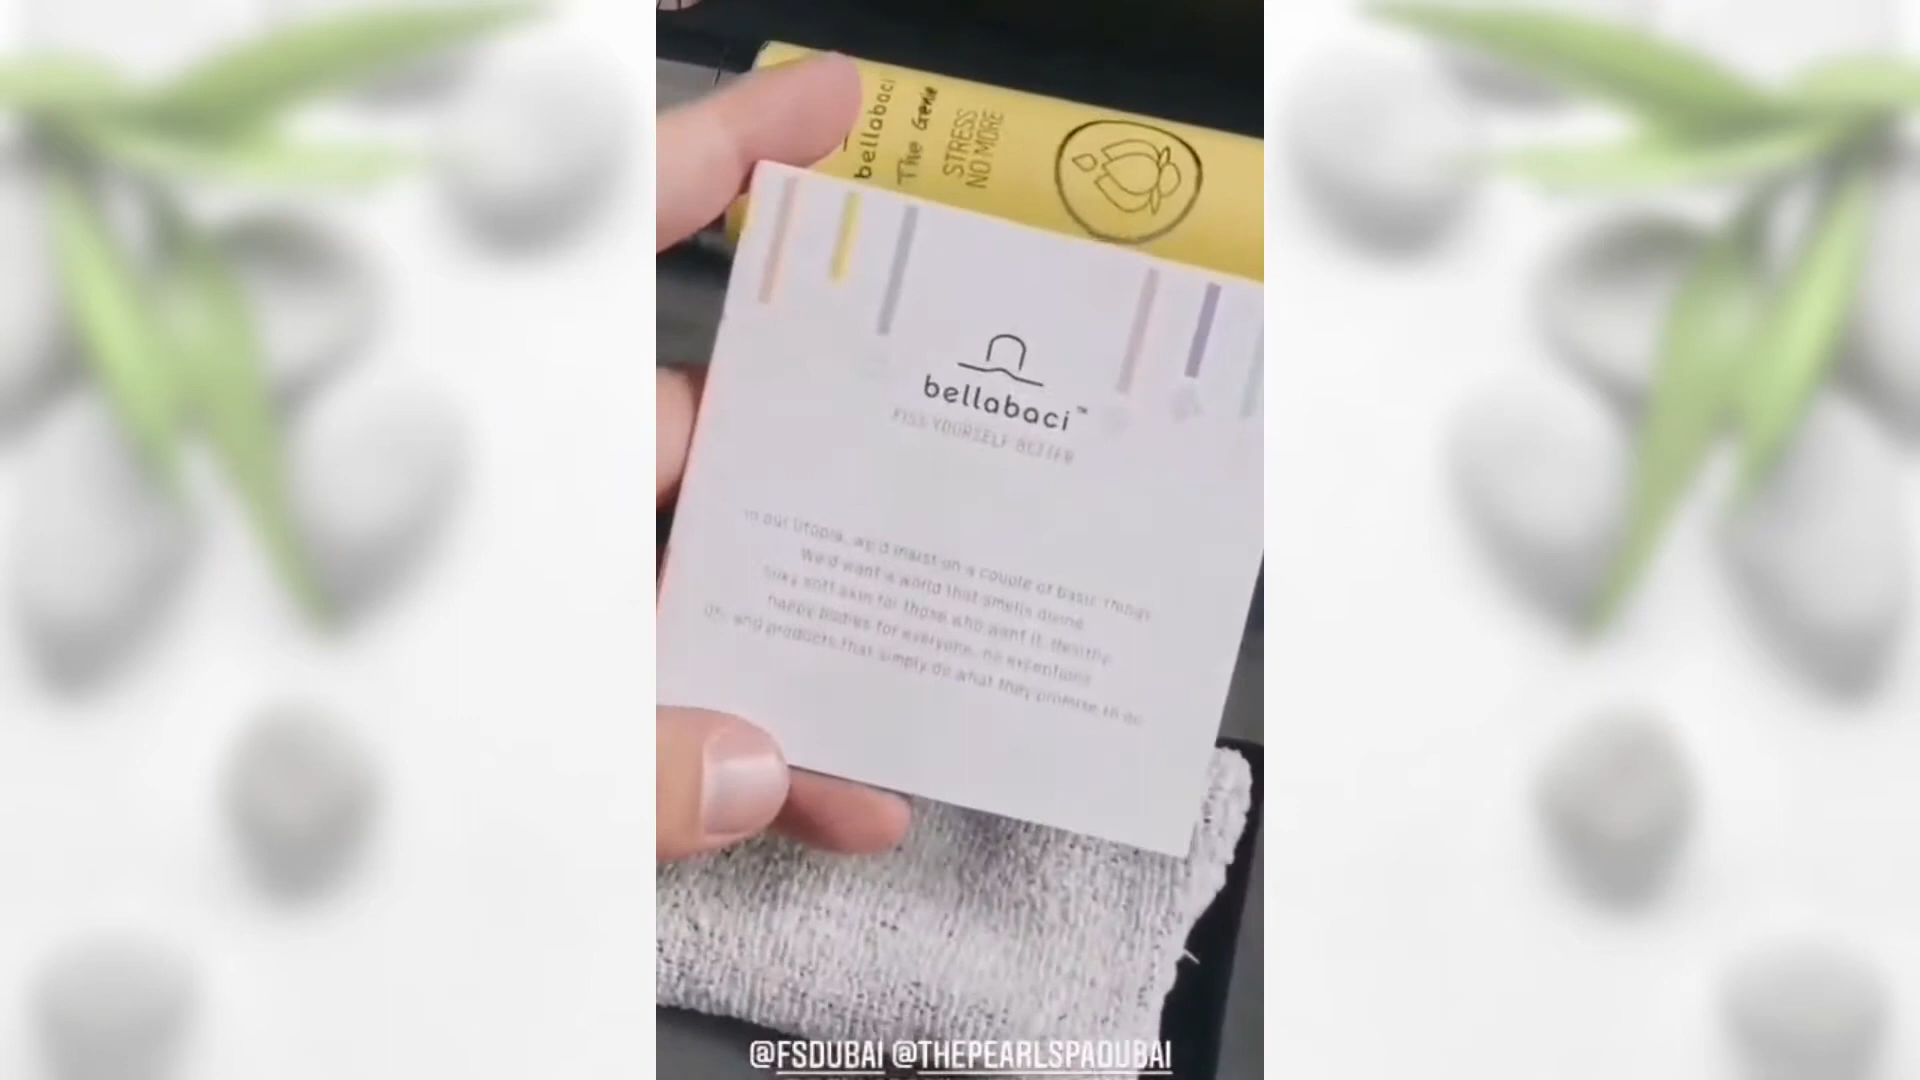 bellabaci
The Genie
STRESS
NO MORE
bellabaci™
KISS YOURSELF BETTER
In our Utopia, we'd insist on a couple of basic things
We'd want a world that smells divine
Silky soft skin for those who want it. Healthy,
happy bodies for everyone, no exceptions
Oh, and products that simply do what they promise to do
@FSDUBAI @THEPEARLSPADUBAI